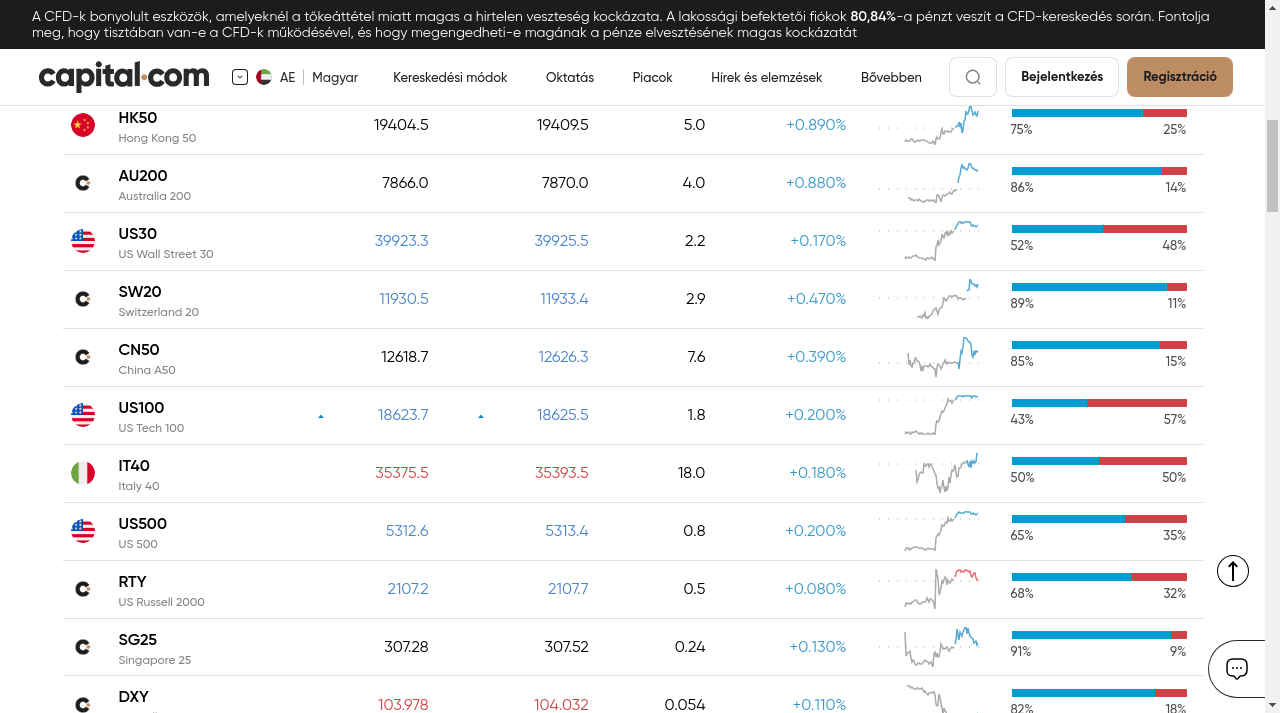 A CFD-k bonyolult eszközök, amelyeknél a tőkeáttétel miatt magas a hirtelen veszteség kockázata. A lakossági befektetői fiókok 80,84%-a pénzt veszít a CFD-kereskedés során. Fontolja
meg, hogy tisztában van-e a CFD-k működésével, és hogy megengedheti-e magának a pénze elvesztésének magas kockázatát
capital.com AE Magyar Kereskedési módok Oktatás Piacok Hírek és elemzések Bővebben Bejelentkezés Regisztráció
HK50 19404.5 19409.5 5.0 +0.890%
Hong Kong 50 75% 25%
AU200 7866.0 7870.0 4.0 +0.880%
Australia 200 86% 14%
US30 39923.3 39925.5 2.2 +0.170%
US Wall Street 30 52% 48%
SW20 11930.5 11933.4 2.9 +0.470%
Switzerland 20 89% 11%
CN50 12618.7 12626.3 7.6 +0.390%
China A50 85% 15%
US100 18623.7 18625.5 1.8 +0.200%
US Tech 100 43% 57%
IT40 35375.5 35393.5 18.0 +0.180%
Italy 40 50% 50%
US500 5312.6 5313.4 0.8 +0.200%
US 500 65% 35%
RTY 2107.2 2107.7 0.5 +0.080%
US Russell 2000 68% 32%
SG25 307.28 307.52 0.24 +0.130%
Singapore 25 91% 9%
DXY 103.978 104.032 0.054 +0.110%
82% 18%